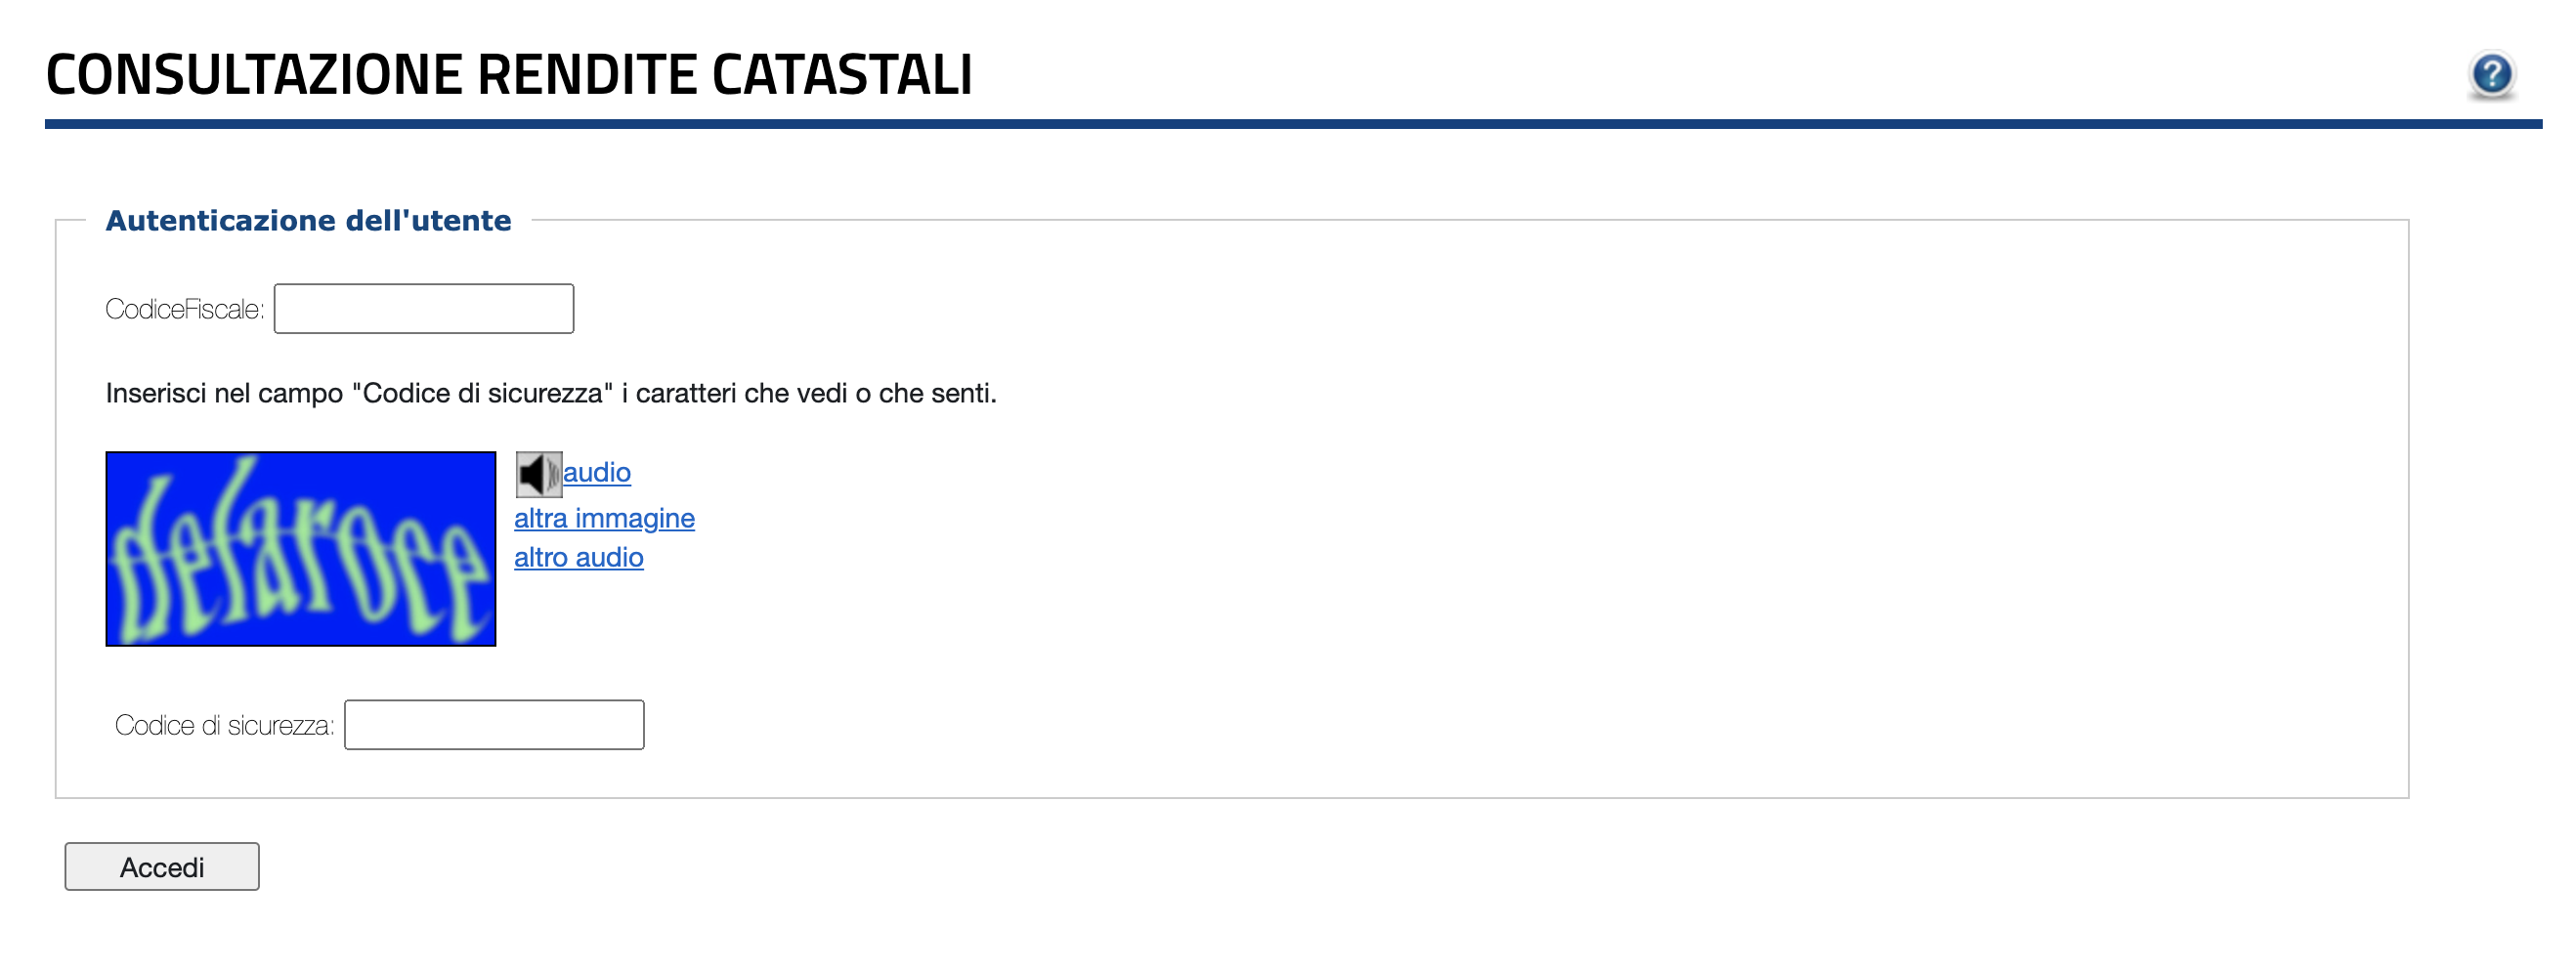 CONSULTAZIONE RENDITE CATASTALI
Autenticazione dell'utente
CodiceFiscale:
Inserisci nel campo "Codice di sicurezza" i caratteri che vedi o che senti.
audio
altra immagine
altro audio
Codice di sicurezza:
Accedi